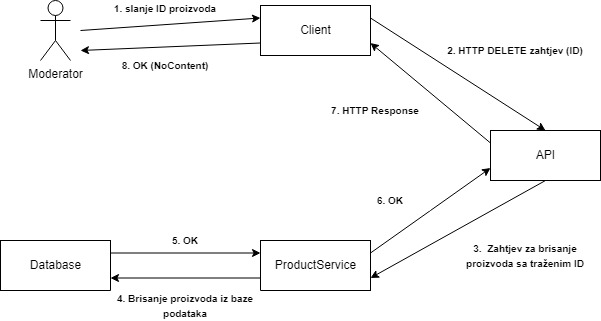 1. slanje ID proizvoda
Client
Moderator
8. OK (NoContent)
2. HTTP DELETE zahtjev (ID)
7. HTTP Response
API
6. OK
5. OK
3. Zahtjev za brisanje
proizvoda sa traženim ID
Database
ProductService
4. Brisanje proizvoda iz baze
podataka